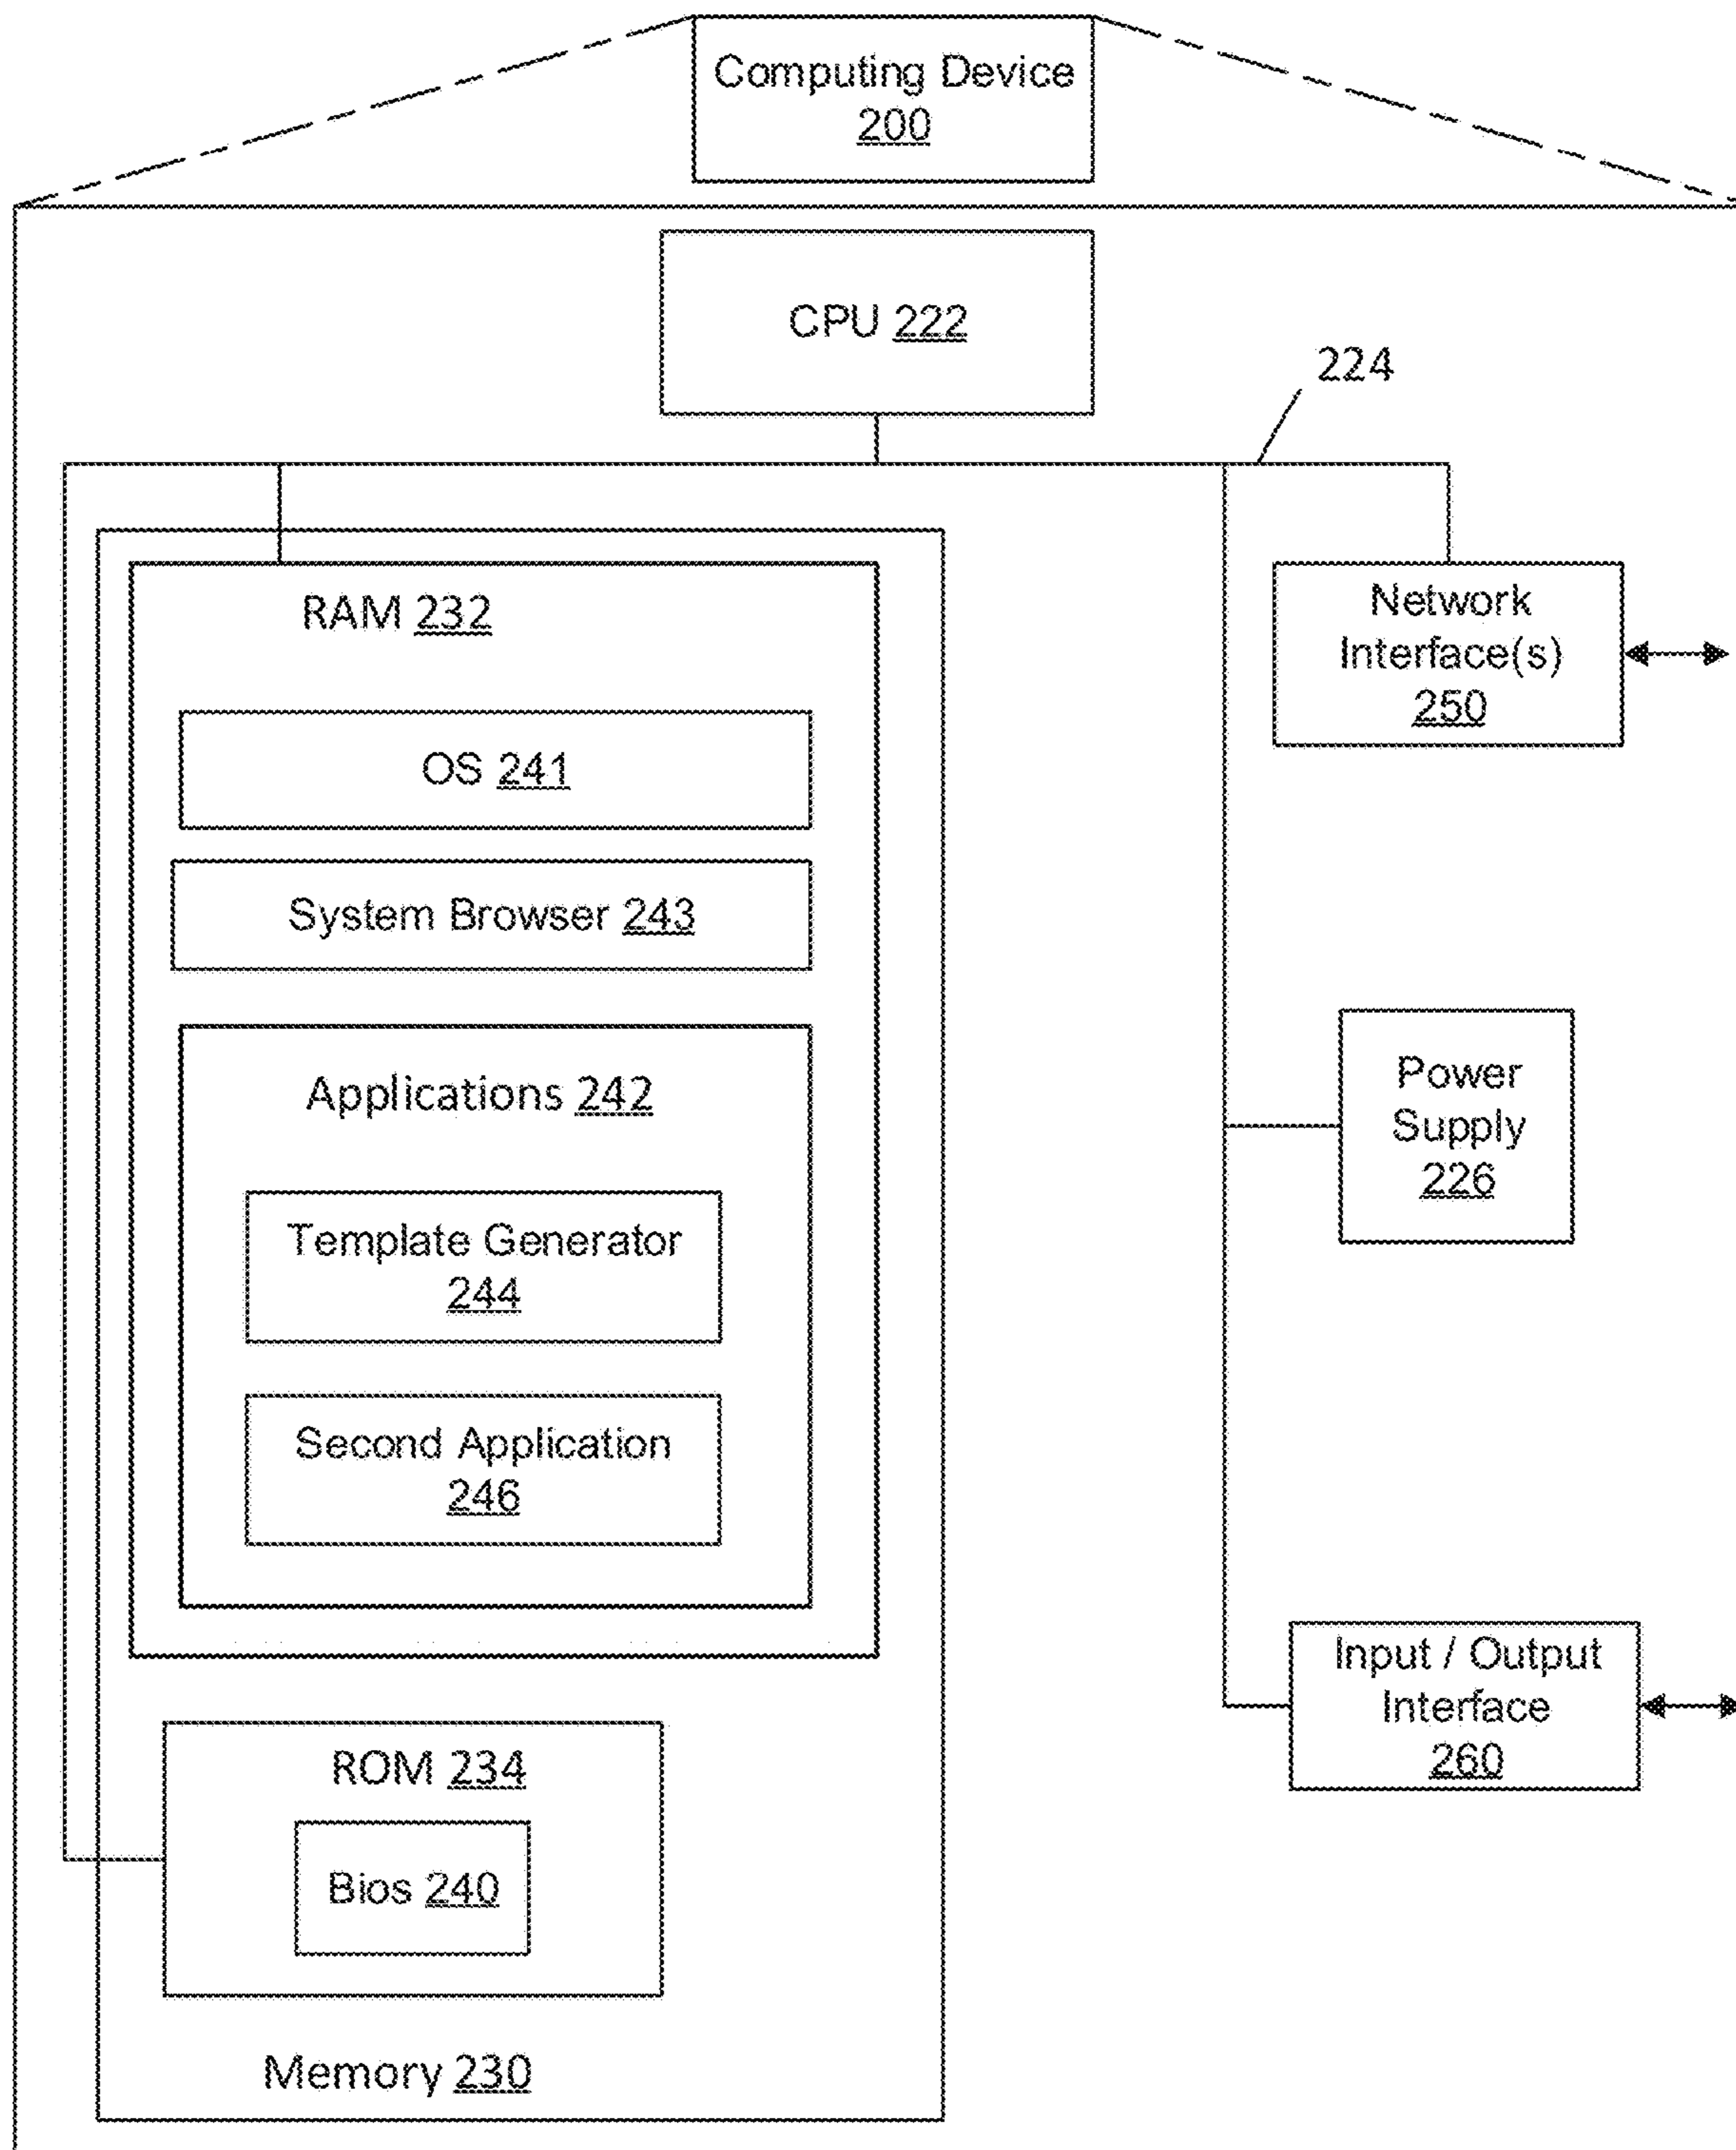 Computing Device
200
CPU 222
224
RAM 232
OS 241
System Browser 243
Applications 242
Template Generator
244
Second Application
246
ROM 234
Bios 240
Memory 230
Network
Interface(s)
250
Power
Supply
226
Input / Output
Interface
260